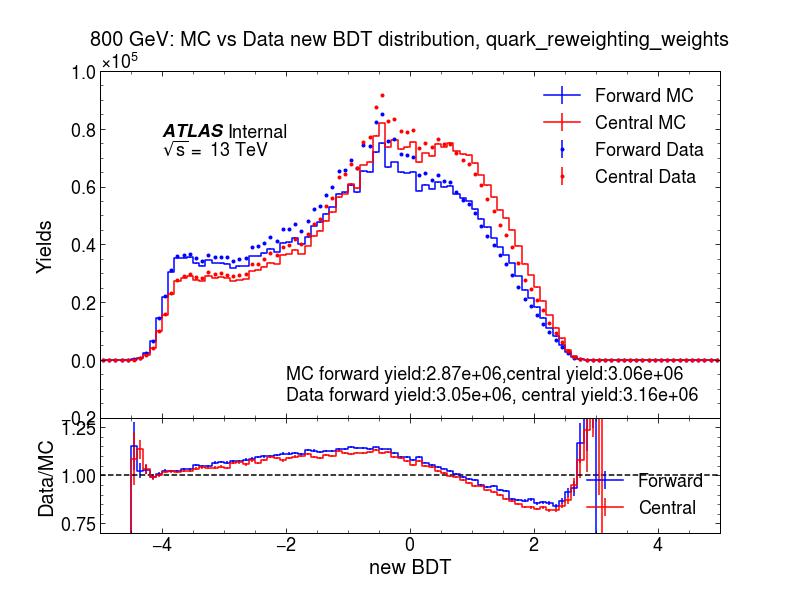 800 GeV: MC vs Data new BDT distribution, quark_reweighting_weights
×10⁵
1.0
0.8
0.6
0.4
0.2
0.0
0.2
Yields
ATLAS Internal
√s = 13 TeV
Forward MC
Central MC
Forward Data
Central Data
MC forward yield:2.87e+06,central yield:3.06e+06
Data forward yield:3.05e+06, central yield:3.16e+06
1.25
1.00
0.75
Data/MC
Forward
Central
−4 −2 0 2 4
new BDT